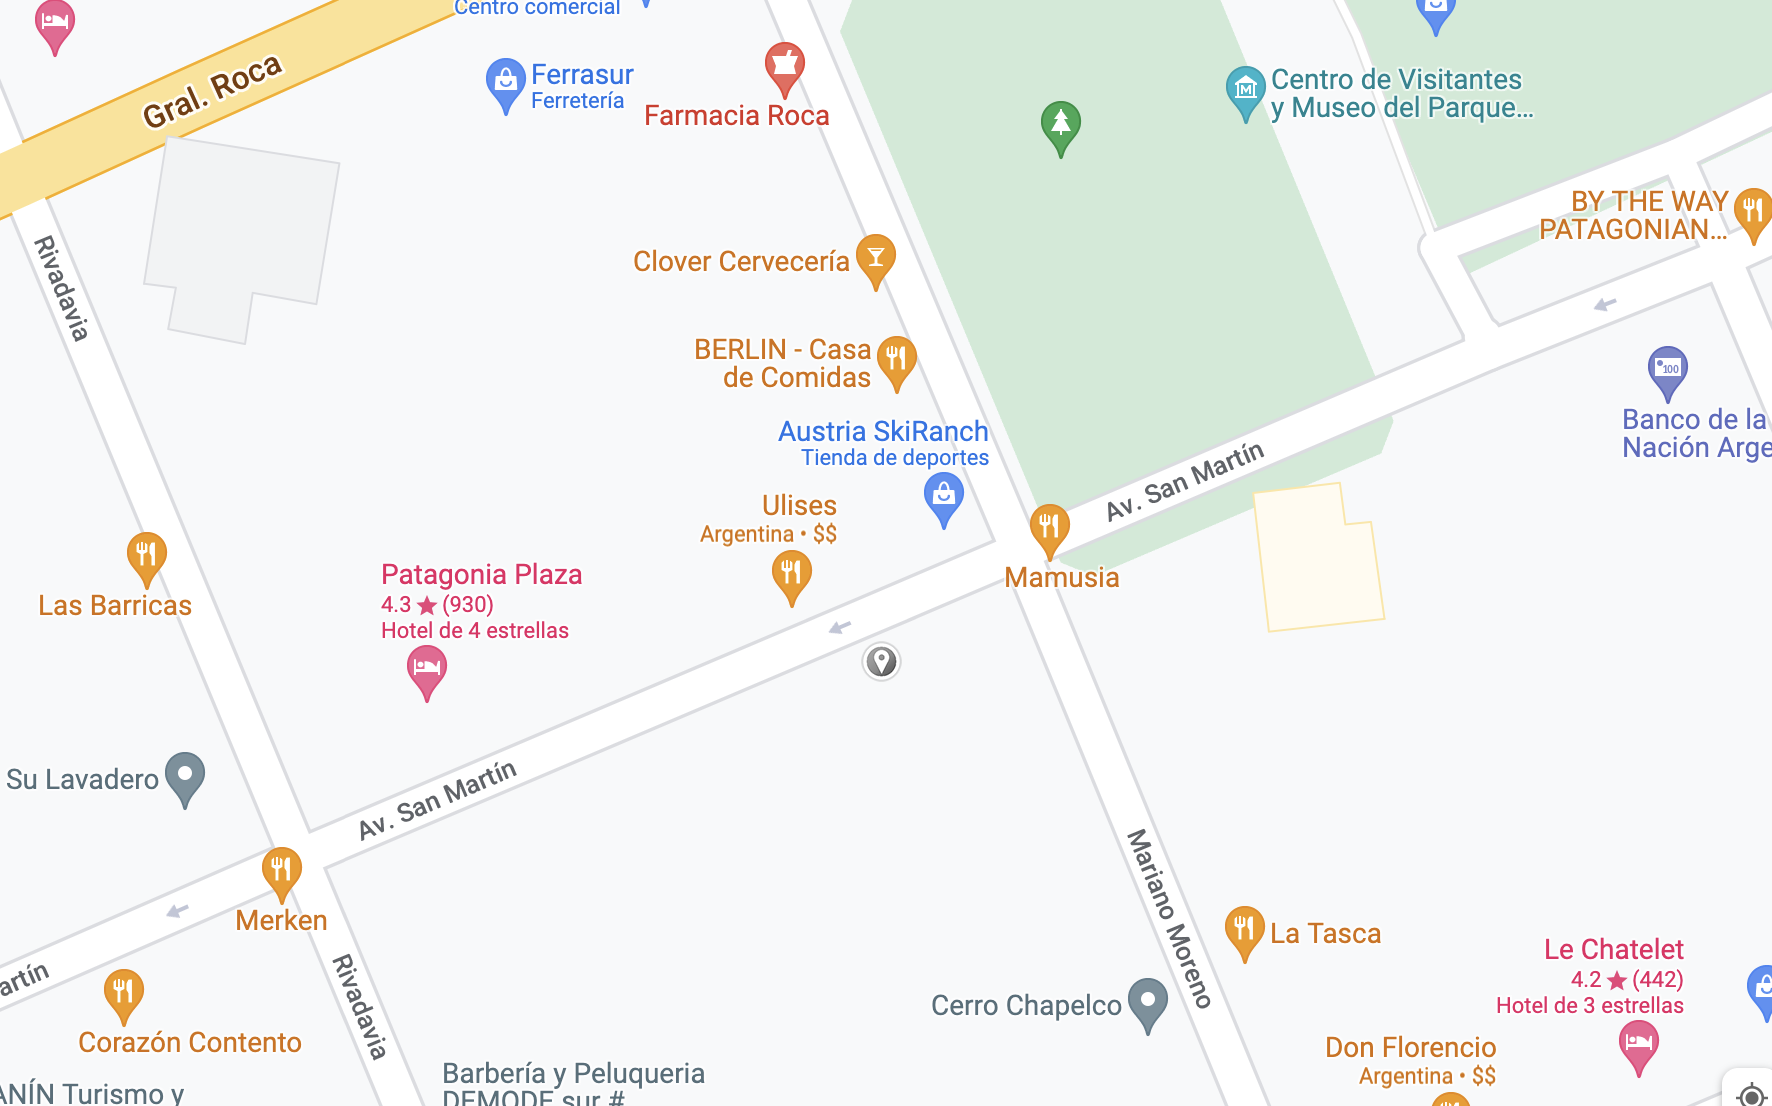 Centro comercial
Gral. Roca
Ferrasur
Ferretería
Farmacia Roca
Centro de Visitantes
y Museo del Parque...
BY THE WAY
PATAGONIAN...
Rivadavia
Clover Cervecería
BERLIN - Casa
de Comidas
100
Banco de la
Nación Arge
Austria SkiRanch
Tienda de deportes
Av. San Martín
Ulises
Argentina • $$
Mamusia
Patagonia Plaza
4.3 ★ (930)
Hotel de 4 estrellas
Las Barricas
Su Lavadero
Av. San Martín
Merken
Mariano Moreno
La Tasca
Le Chatelet
4.2 ★ (442)
Hotel de 3 estrellas
artín
Rivadavia
Cerro Chapelco
Corazón Contento
Don Florencio
Argentina • $$
Barbería y Peluqueria
DEMODE sur #
ANÍN Turismo y